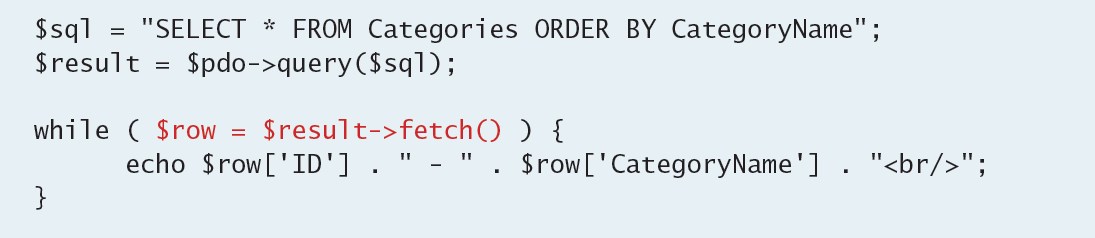 $sql = "SELECT * FROM Categories ORDER BY CategoryName";
$result = $pdo->query($sql);
while ( $row = $result->fetch() ) {
echo $row['ID'] . " - " . $row['CategoryName'] . "<br/>";
}